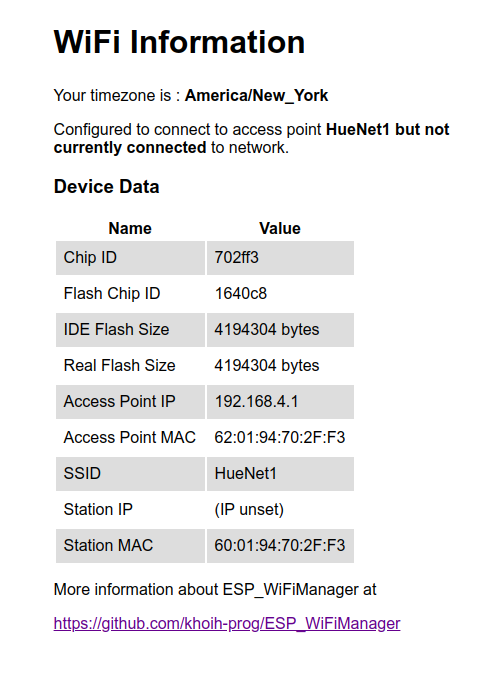 WiFi Information
Your timezone is : America/New_York
Configured to connect to access point HueNet1 but not
currently connected to network.
Device Data
Name Value
Chip ID 702ff3
Flash Chip ID 1640c8
IDE Flash Size 4194304 bytes
Real Flash Size 4194304 bytes
Access Point IP 192.168.4.1
Access Point MAC 62:01:94:70:2F:F3
SSID HueNet1
Station IP (IP unset)
Station MAC 60:01:94:70:2F:F3
More information about ESP_WiFiManager at
https://github.com/khoih-prog/ESP_WiFiManager